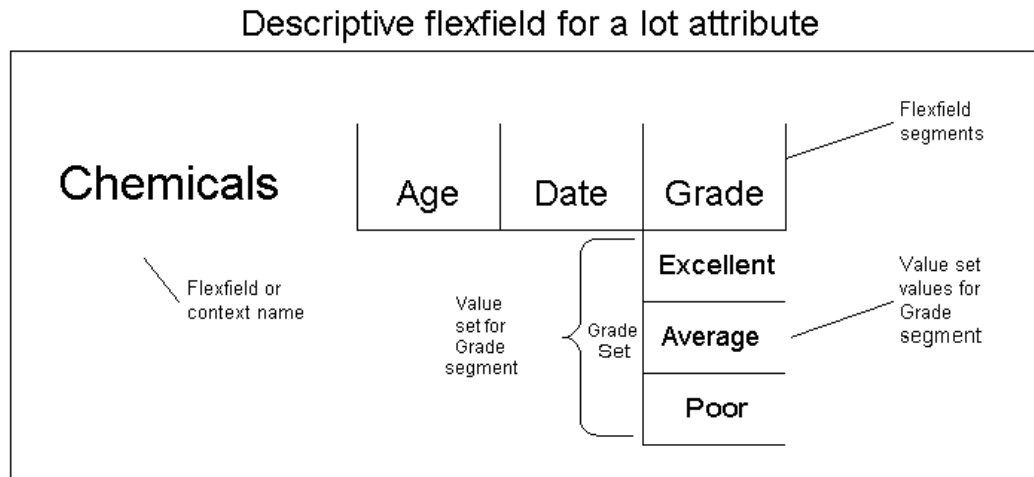 Descriptive flexfield for a lot attribute
Flexfield
segments
Chemicals
Age
Date
Grade
Flexfield or
context name
Value
set for
Grade
segment
Grade
Set
Excellent
Average
Poor
Value set
values for
Grade
segment